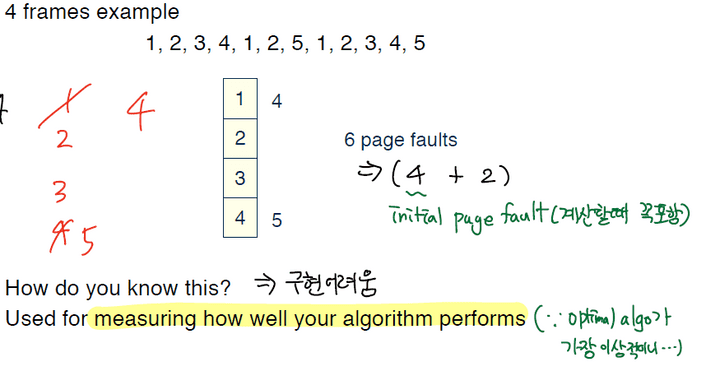 4 frames example
1, 2, 3, 4, 1, 2, 5, 1, 2, 3, 4, 5
1 4
1 4
2
2
6 page faults
3
⇒ (4 + 2)
3
initial page fault (계산할때 꼭포함)
4 5
4 5
How do you know this? ⇒ 구현어려움
Used for measuring how well your algorithm performs (∵ optimal algo가
가장 이상적이니...)